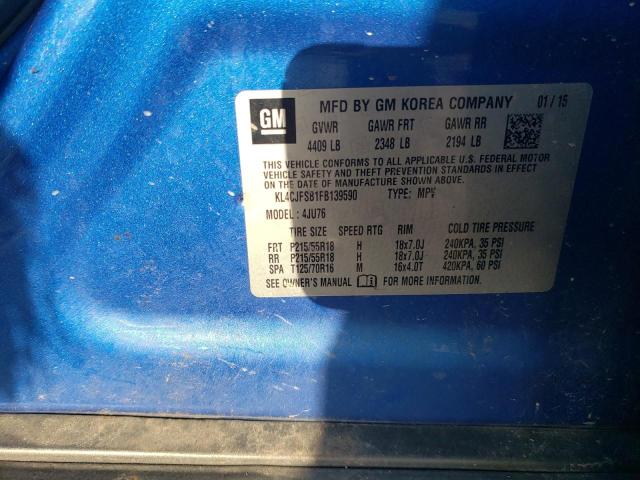 GM
MFD BY GM KOREA COMPANY 01 / 15
GVWR GAWR FRT GAWR RR
4409 LB 2348 LB 2194 LB
THIS VEHICLE CONFORMS TO ALL APPLICABLE U.S. FEDERAL MOTOR
VEHICLE SAFETY AND THEFT PREVENTION STANDARDS IN EFFECT
ON THE DATE OF MANUFACTURE SHOWN ABOVE.
KL4CJFSB1FB139590 TYPE: MPV
MODEL : 4JU76
TIRE SIZE SPEED RTG RIM COLD TIRE PRESSURE
FRT P215/55R18 H 18x7.0J 240KPA, 35 PSI
RR P215/55R18 H 18x7.0J 240KPA, 35 PSI
SPA T125/70R16 M 16x4.0T 420KPA, 60 PSI
SEE OWNER'S MANUAL FOR MORE INFORMATION.